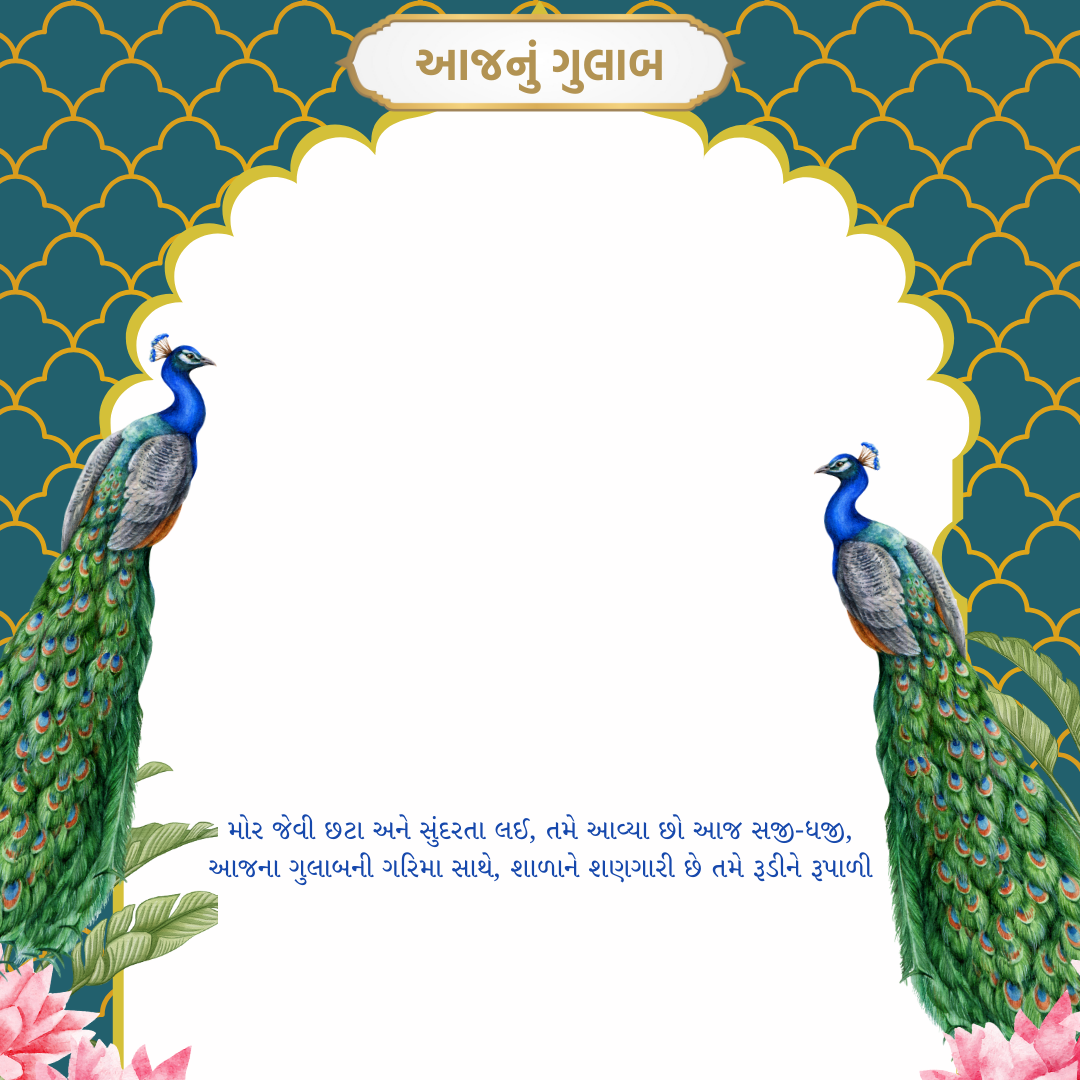 આજનું ગુલાબ
મોર જેવી છટા અને સુંદરતા લઈ, તમે આવ્યા છો આજ સજી-ધજી,
આજના ગુલાબની ગરિમા સાથે, શાળાને શણગારી છે તમે રૂડીને રૂપાળી